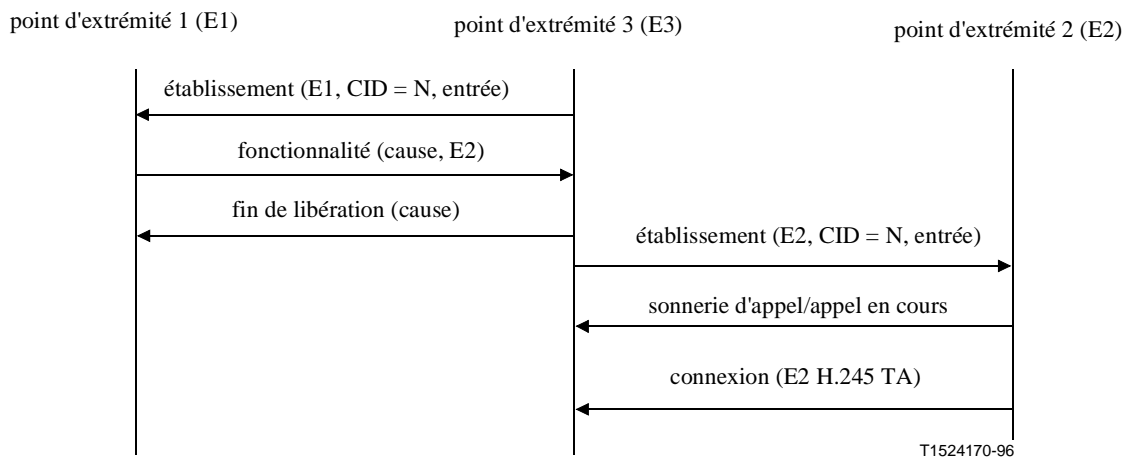 point d'extrémité 1 (E1)
point d'extrémité 3 (E3)
point d'extrémité 2 (E2)
établissement (E1, CID = N, entrée)
fonctionnalité (cause, E2)
fin de libération (cause)
établissement (E2, CID = N, entrée)
sonnerie d'appel/appel en cours
connexion (E2 H.245 TA)
T1524170-96